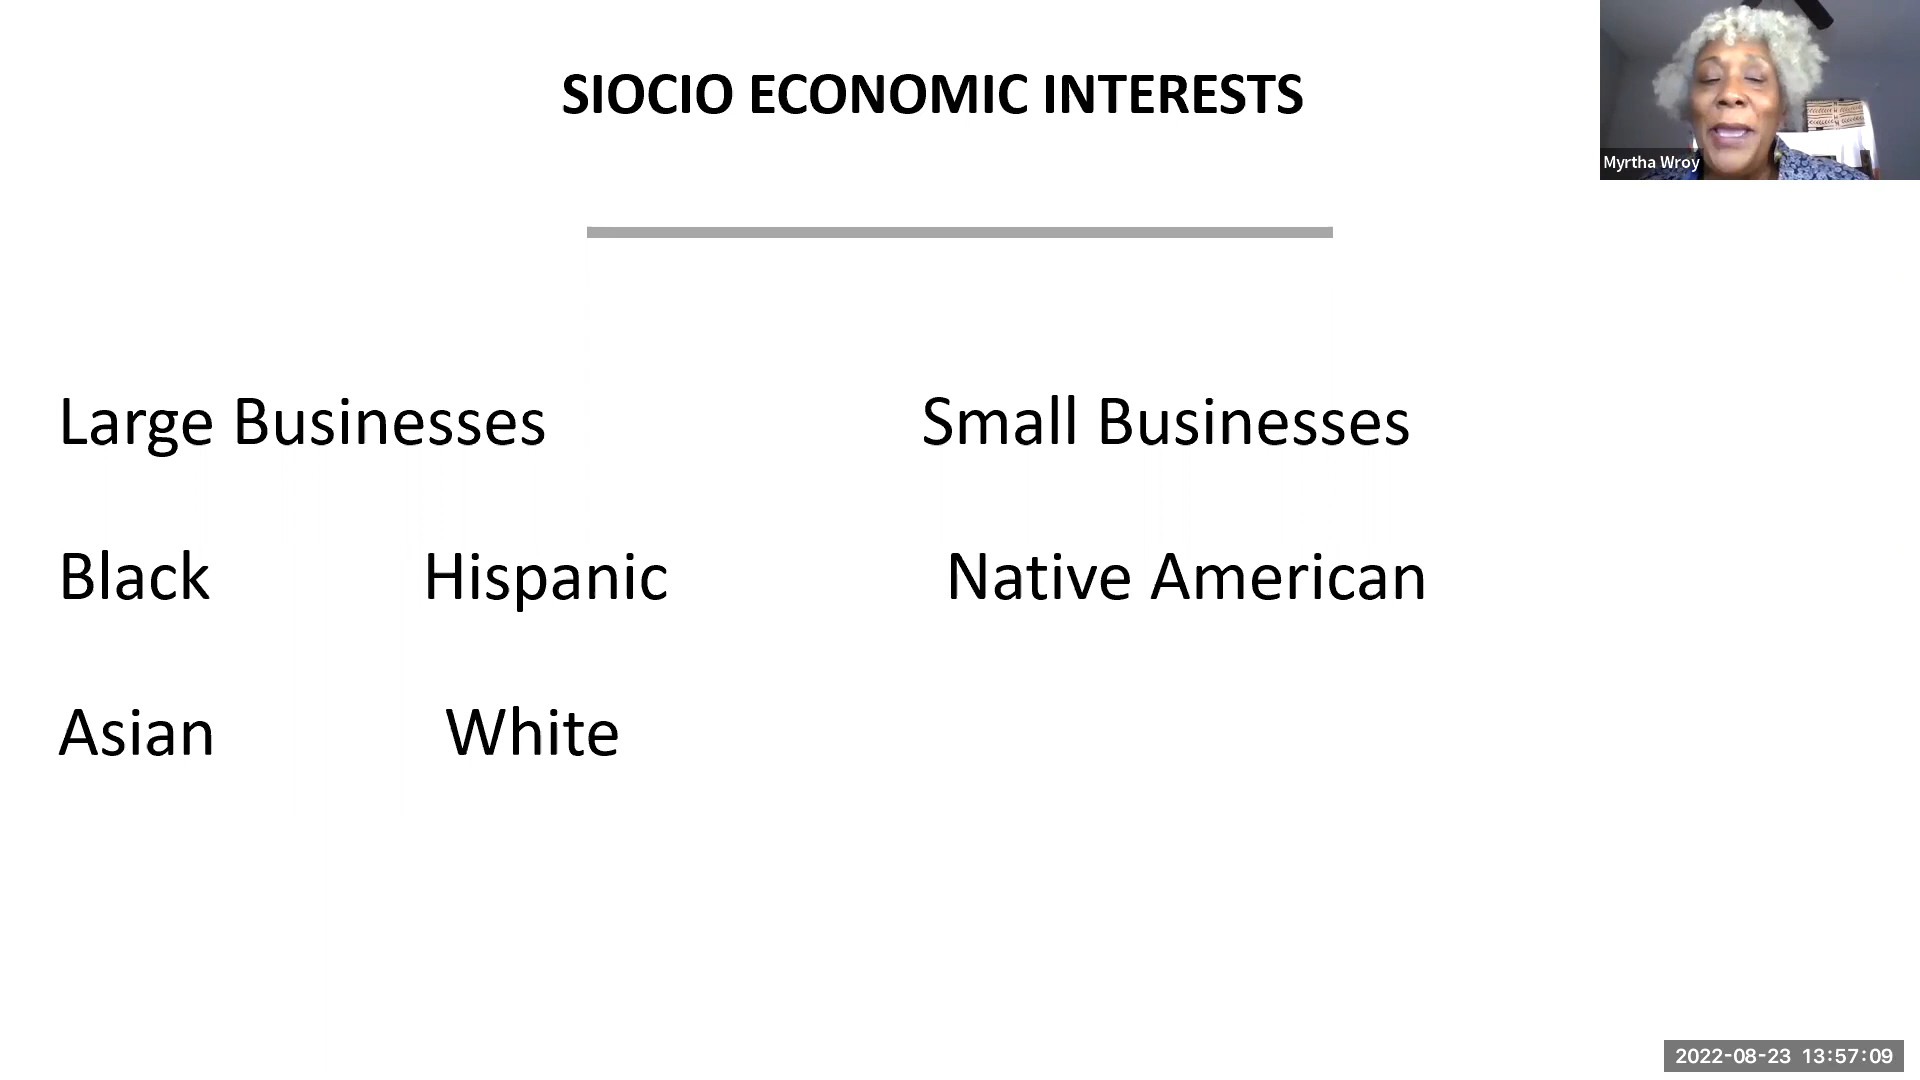 SIOCIO ECONOMIC INTERESTS
Myrtha Wroy
Large Businesses Small Businesses
Black Hispanic Native American
Asian White
2022-08-23 13:57:09